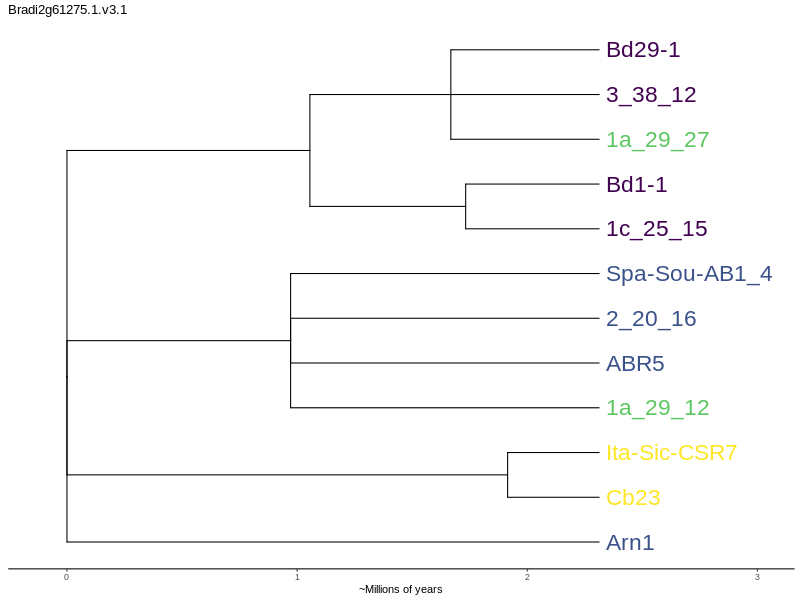 Bradi2g61275.1.v3.1
Bd29-1
3_38_12
1a_29_27
Bd1-1
1c_25_15
Spa-Sou-AB1_4
2_20_16
ABR5
1a_29_12
Ita-Sic-CSR7
Cb23
Arn1
0 1 2 3
~Millions of years